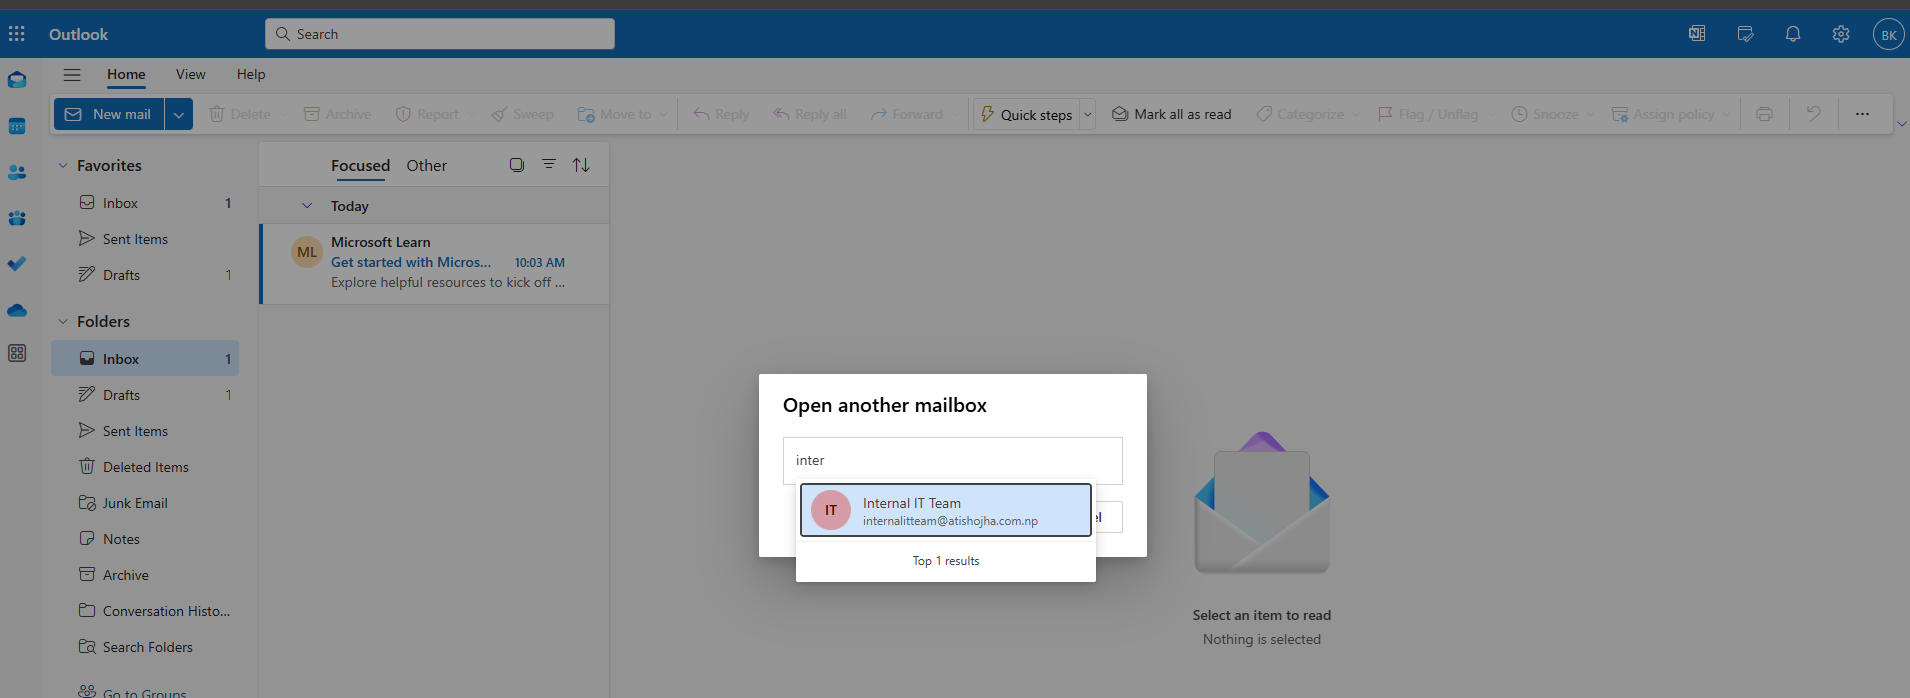 Outlook
Search
BK
Home View Help
New mail Delete Archive Report Sweep Move to Reply Reply all Forward Quick steps Mark all as read Categorize Flag / Unflag Snooze Assign policy ...
Favorites
Inbox 1
Sent Items
Drafts 1
Folders
Inbox 1
Drafts 1
Sent Items
Deleted Items
Junk Email
Notes
Archive
Conversation Histo...
Search Folders
Go to Groups
Focused Other
Today
ML
Microsoft Learn
Get started with Micros... 10:03 AM
Explore helpful resources to kick off ...
Open another mailbox
inter
IT
Internal IT Team
internalitteam@atishojha.com.np
Top 1 results
Select an item to read
Nothing is selected